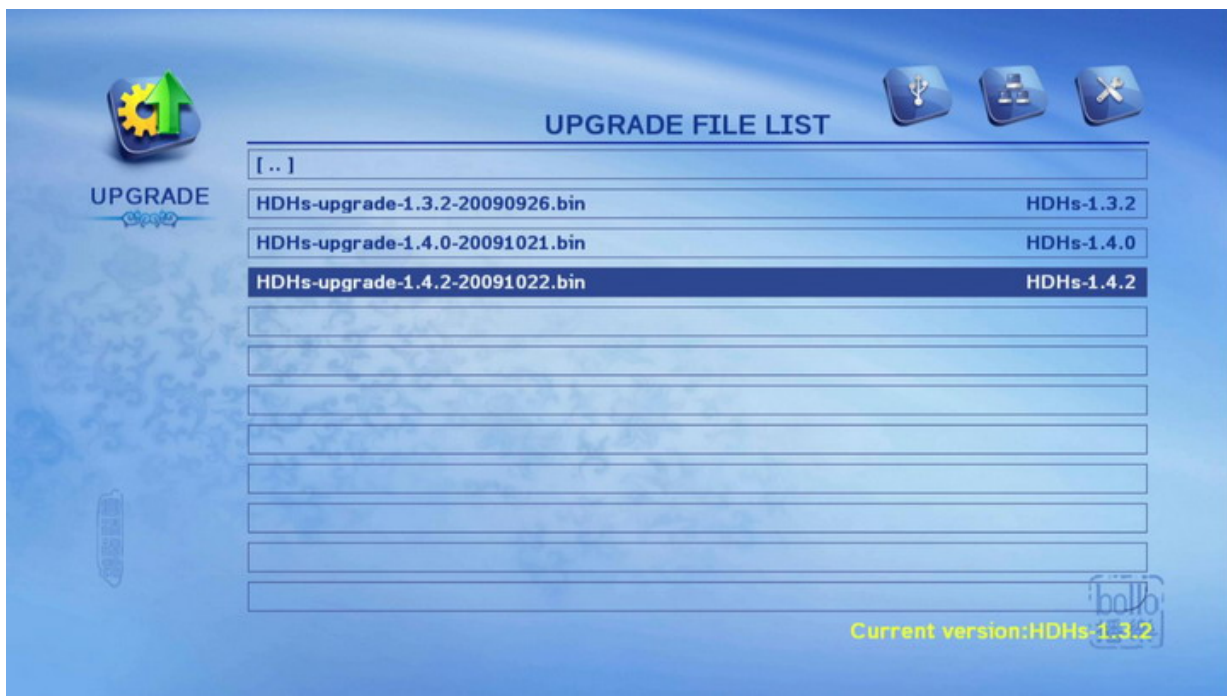 UPGRADE FILE LIST
UPGRADE
[ .. ]
HDHs-upgrade-1.3.2-20090926.bin HDHs-1.3.2
HDHs-upgrade-1.4.0-20091021.bin HDHs-1.4.0
HDHs-upgrade-1.4.2-20091022.bin HDHs-1.4.2
bollo
Current version:HDHs-1.3.2